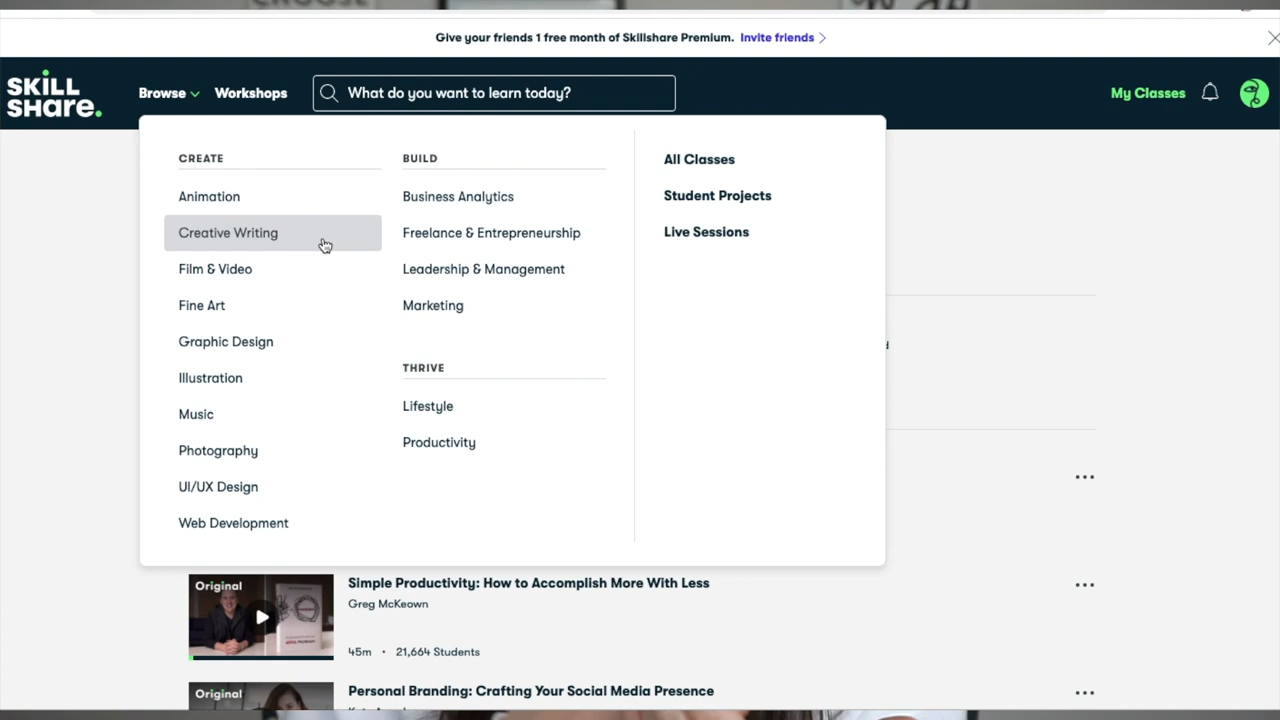 Give your friends 1 free month of Skillshare Premium. Invite friends
SKILL
SHARE.
Browse
Workshops
What do you want to learn today?
My Classes
CREATE
Animation
Creative Writing
Film & Video
Fine Art
Graphic Design
Illustration
Music
Photography
UI/UX Design
Web Development
BUILD
Business Analytics
Freelance & Entrepreneurship
Leadership & Management
Marketing
THRIVE
Lifestyle
Productivity
All Classes
Student Projects
Live Sessions
Original
Simple Productivity: How to Accomplish More With Less
Greg McKeown
45m • 21,664 Students
Original
Personal Branding: Crafting Your Social Media Presence